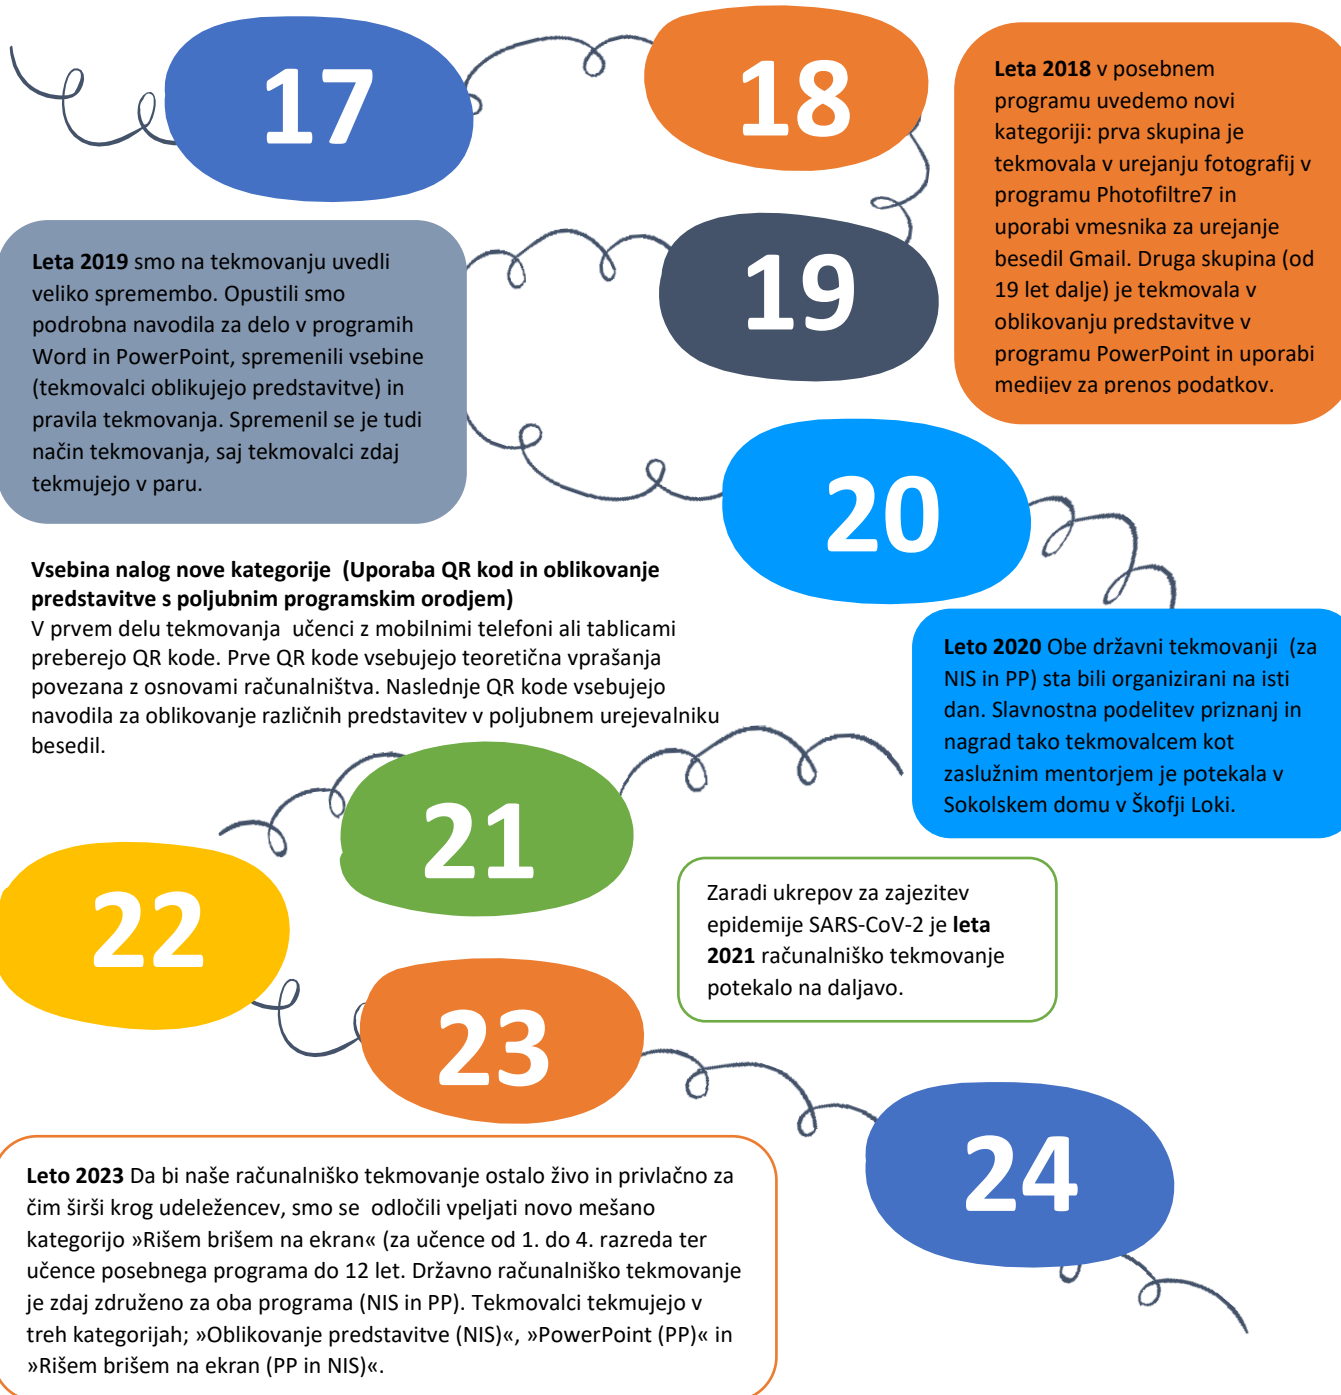 17
18
Leta 2018 v posebnem
programu uvedemo novi
kategoriji: prva skupina je
tekmovala v urejanju fotografij v
programu Photofiltre7 in
uporabi vmesnika za urejanje
besedil Gmail. Druga skupina (od
19 let dalje) je tekmovala v
oblikovanju predstavitve v
programu PowerPoint in uporabi
medijev za prenos podatkov.
19
Leta 2019 smo na tekmovanju uvedli
veliko spremembo. Opustili smo
podrobna navodila za delo v programih
Word in PowerPoint, spremenili vsebine
(tekmovalci oblikujejo predstavitve) in
pravila tekmovanja. Spremenil se je tudi
način tekmovanja, saj tekmovalci zdaj
tekmujejo v paru.
20
Vsebina nalog nove kategorije  (Uporaba QR kod in oblikovanje
predstavitve s poljubnim programskim orodjem)
V prvem delu tekmovanja  učenci z mobilnimi telefoni ali tablicami
preberejo QR kode. Prve QR kode vsebujejo teoretična vprašanja
povezana z osnovami računalništva. Naslednje QR kode vsebujejo
navodila za oblikovanje različnih predstavitev v poljubnem urejevalniku
besedil.
Leto 2020 Obe državni tekmovanji  (za
NIS in PP) sta bili organizirani na isti
dan. Slavnostna podelitev priznanj in
nagrad tako tekmovalcem kot
zaslužnim mentorjem je potekala v
Sokolskem domu v Škofji Loki.
21
Zaradi ukrepov za zajezitev
epidemije SARS-CoV-2 je leta
2021 računalniško tekmovanje
potekalo na daljavo.
22
23
24
Leto 2023 Da bi naše računalniško tekmovanje ostalo živo in privlačno za
čim širši krog udeležencev, smo se  odločili vpeljati novo mešano
kategorijo »Rišem brišem na ekran« (za učence od 1. do 4. razreda ter
učence posebnega programa do 12 let. Državno računalniško tekmovanje
je zdaj združeno za oba programa (NIS in PP). Tekmovalci tekmujejo v
treh kategorijah; »Oblikovanje predstavitve (NIS)«, »PowerPoint (PP)« in
»Rišem brišem na ekran (PP in NIS)«.